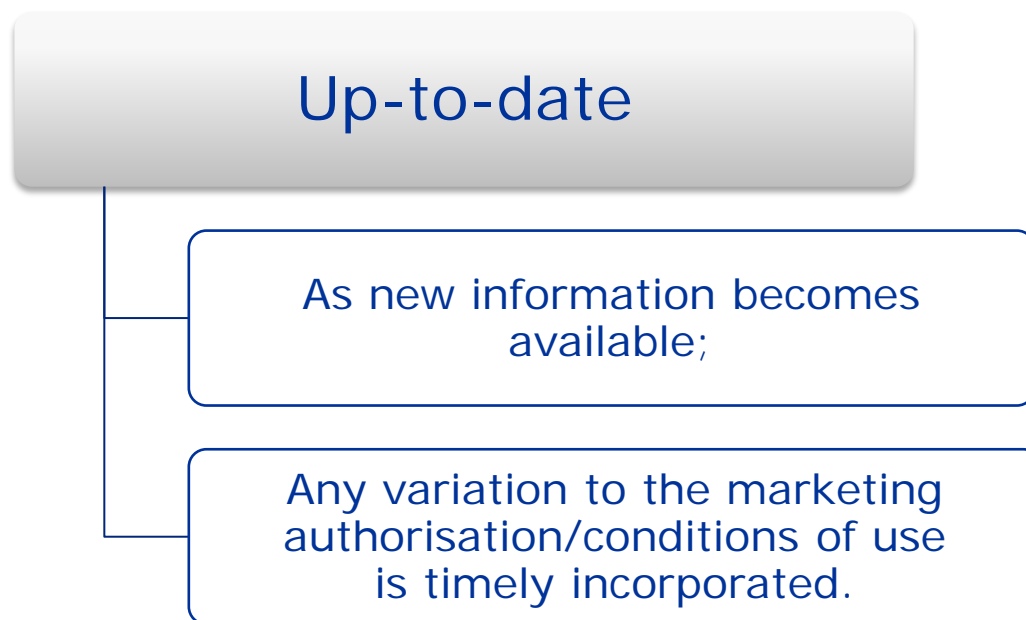 Up-to-date
As new information becomes
available;
Any variation to the marketing
authorisation/conditions of use
is timely incorporated.